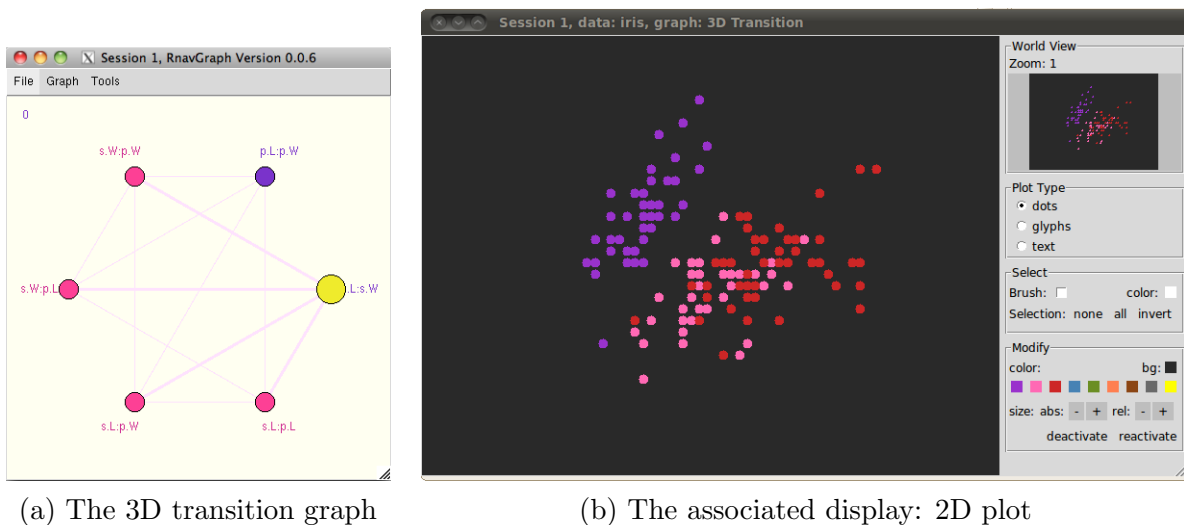 Session 1, RnavGraph Version 0.0.6
File Graph Tools
0
s.W:p.W
p.L:p.W
s.W:p.L
.L:s.W
s.L:p.W
s.L:p.L
(a) The 3D transition graph
Session 1, data: iris, graph: 3D Transition
World View
Zoom: 1
Plot Type
dots
glyphs
text
Select
Brush: color:
Selection: none all invert
Modify
color: bg:
size: abs: - + rel: - +
deactivate reactivate
(b) The associated display: 2D plot